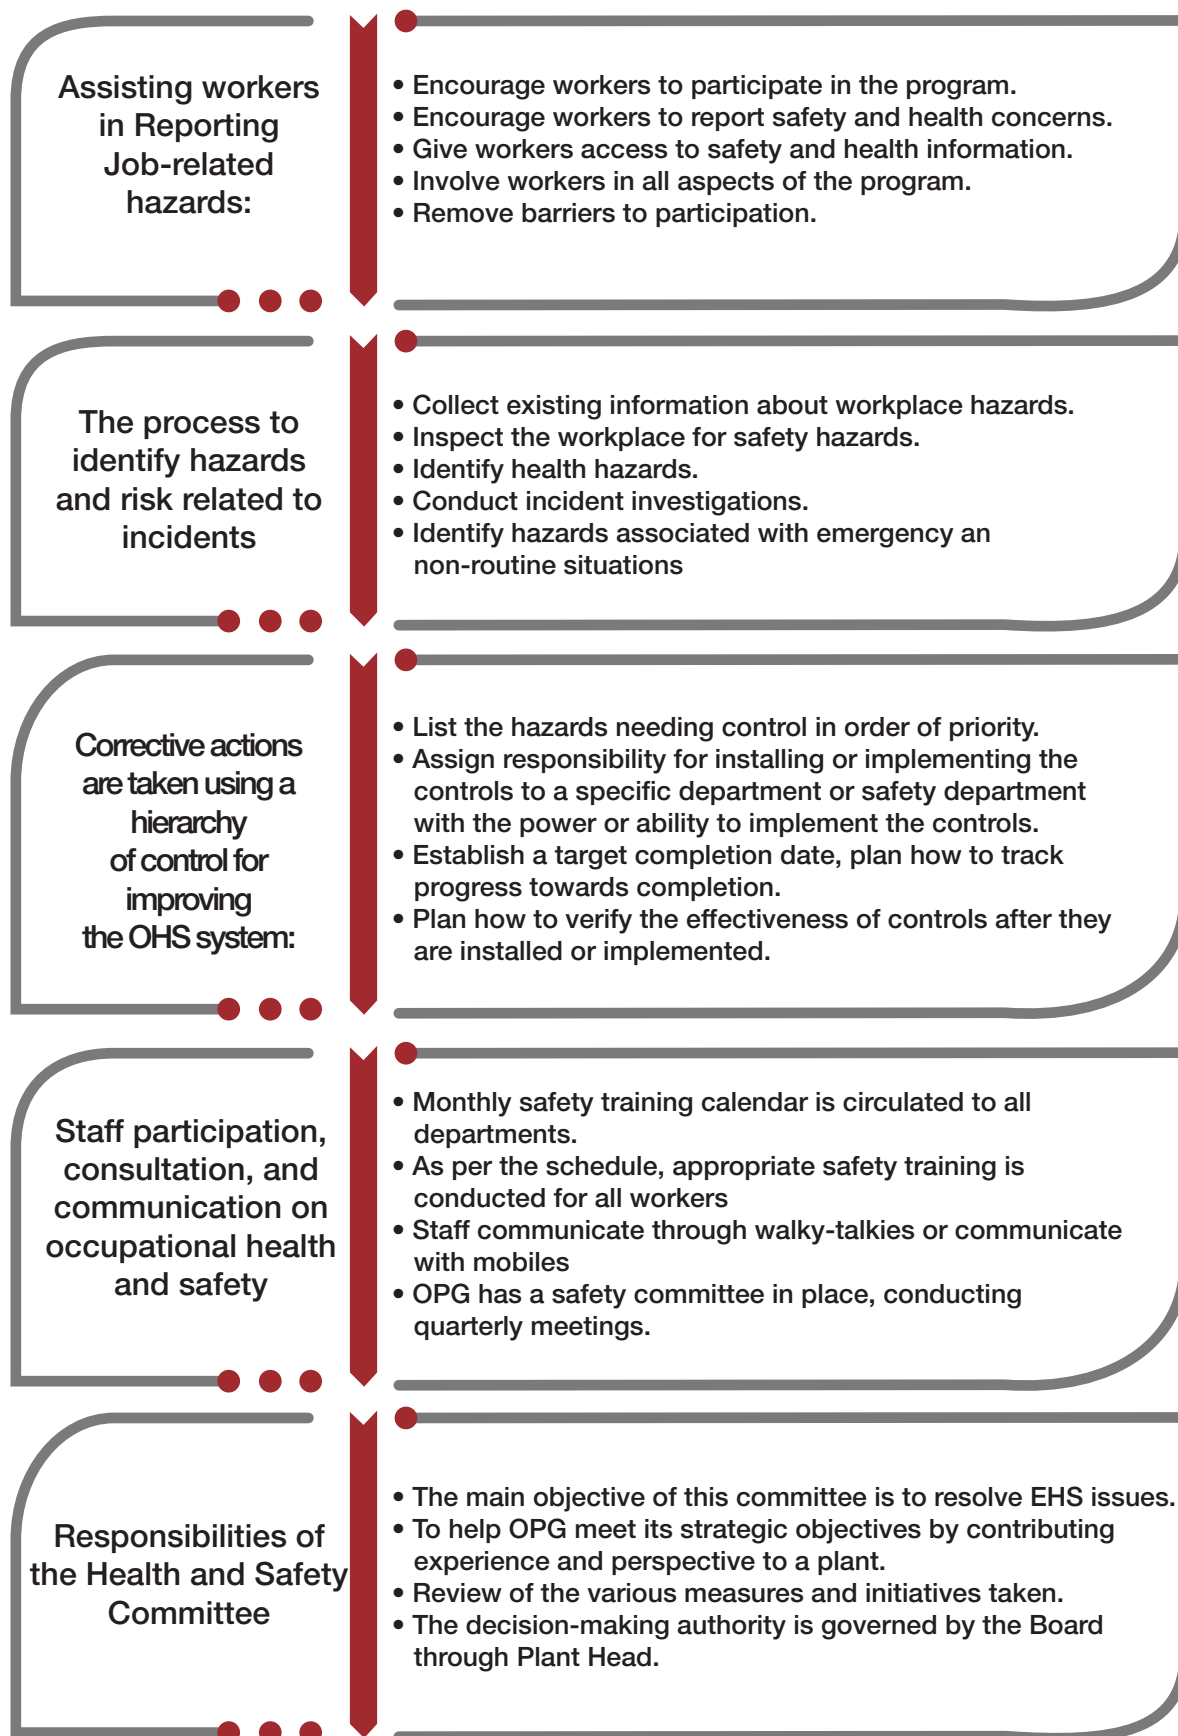 Assisting workers
in Reporting
Job-related
hazards:
• Encourage workers to participate in the program.
• Encourage workers to report safety and health concerns.
• Give workers access to safety and health information.
• Involve workers in all aspects of the program.
• Remove barriers to participation.
The process to
identify hazards
and risk related to
incidents
• Collect existing information about workplace hazards.
• Inspect the workplace for safety hazards.
• Identify health hazards.
• Conduct incident investigations.
• Identify hazards associated with emergency an
non-routine situations
Corrective actions
are taken using a
hierarchy
of control for
improving
the OHS system:
• List the hazards needing control in order of priority.
• Assign responsibility for installing or implementing the
controls to a specific department or safety department
with the power or ability to implement the controls.
• Establish a target completion date, plan how to track
progress towards completion.
• Plan how to verify the effectiveness of controls after they
are installed or implemented.
Staff participation,
consultation, and
communication on
occupational health
and safety
• Monthly safety training calendar is circulated to all
departments.
• As per the schedule, appropriate safety training is
conducted for all workers
• Staff communicate through walky-talkies or communicate
with mobiles
• OPG has a safety committee in place, conducting
quarterly meetings.
Responsibilities of
the Health and Safety
Committee
• The main objective of this committee is to resolve EHS issues.
• To help OPG meet its strategic objectives by contributing
experience and perspective to a plant.
• Review of the various measures and initiatives taken.
• The decision-making authority is governed by the Board
through Plant Head.